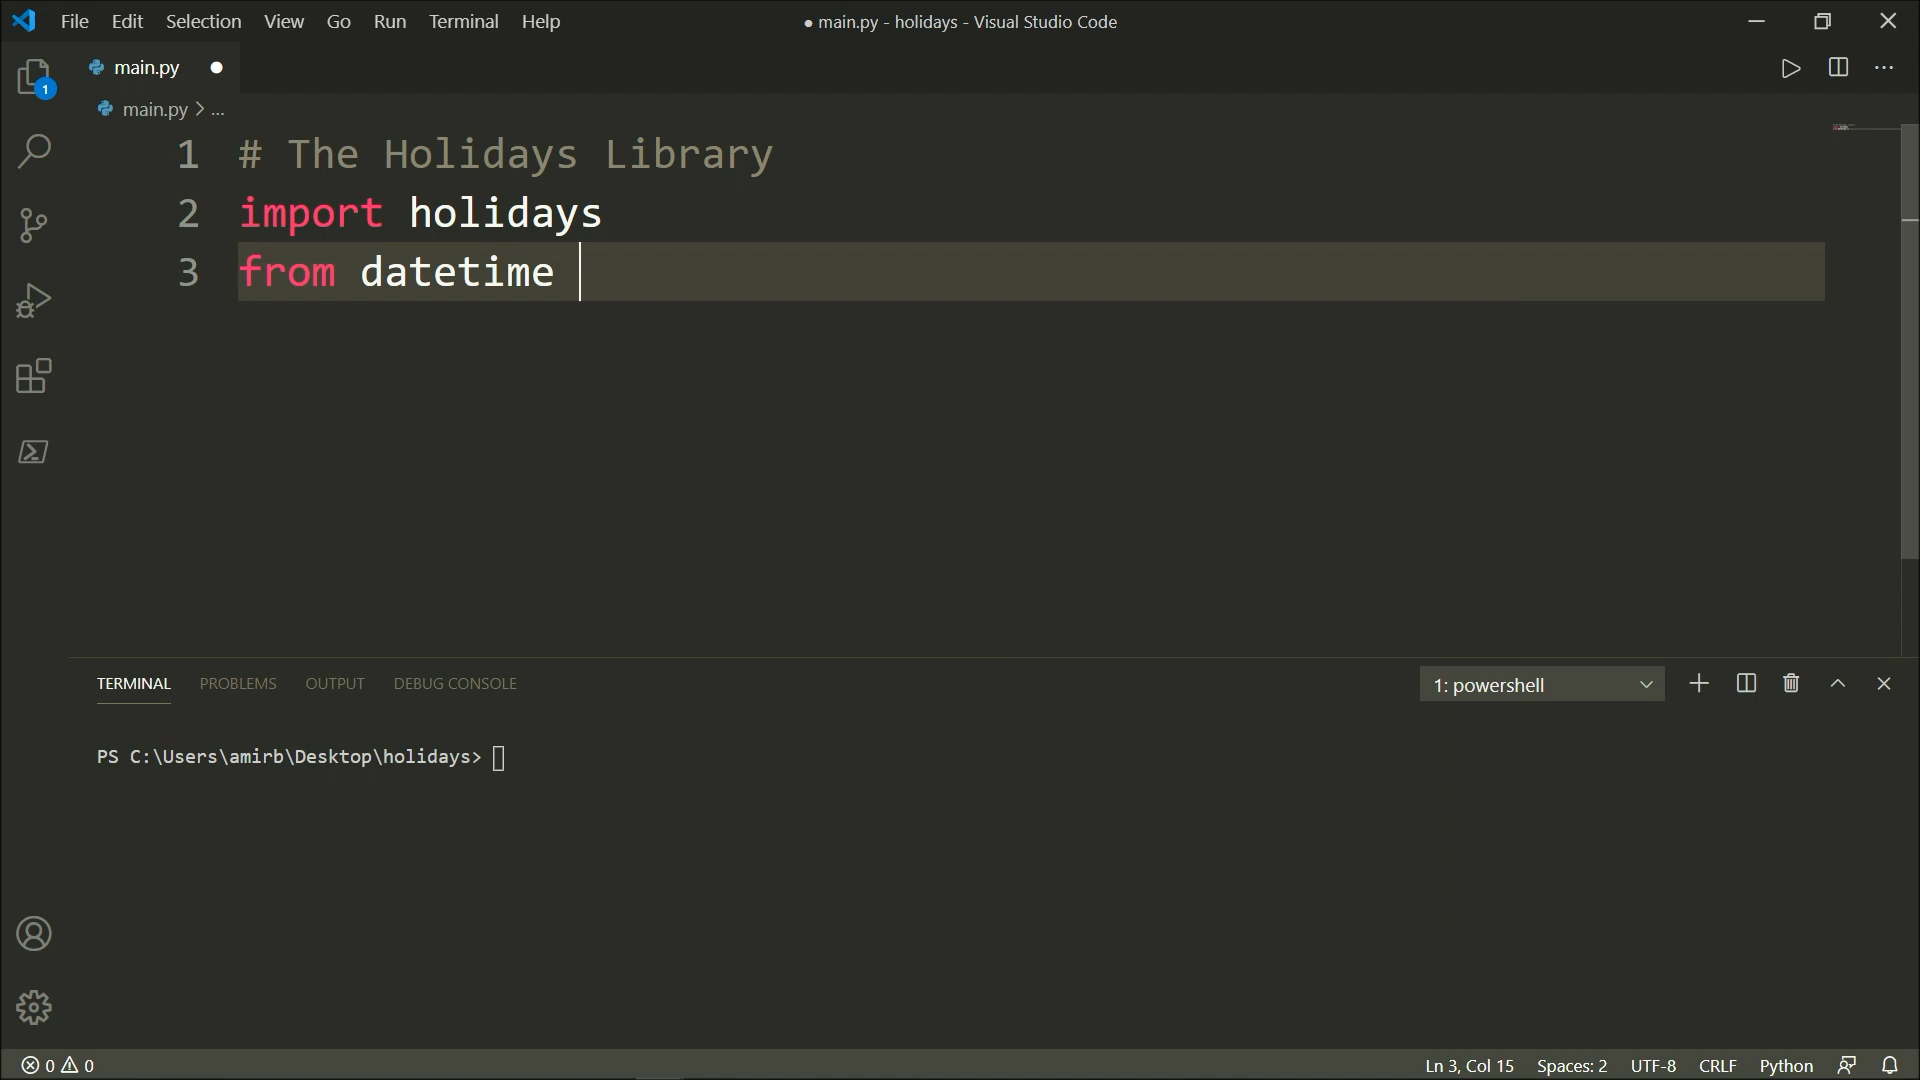 File Edit Selection View Go Run Terminal Help
● main.py - holidays - Visual Studio Code
main.py
1
main.py > ...
1 # The Holidays Library
2 import holidays
3 from datetime
TERMINAL PROBLEMS OUTPUT DEBUG CONSOLE
1: powershell
PS C:\Users\amirb\Desktop\holidays>
0 0
Ln 3, Col 15 Spaces: 2 UTF-8 CRLF Python